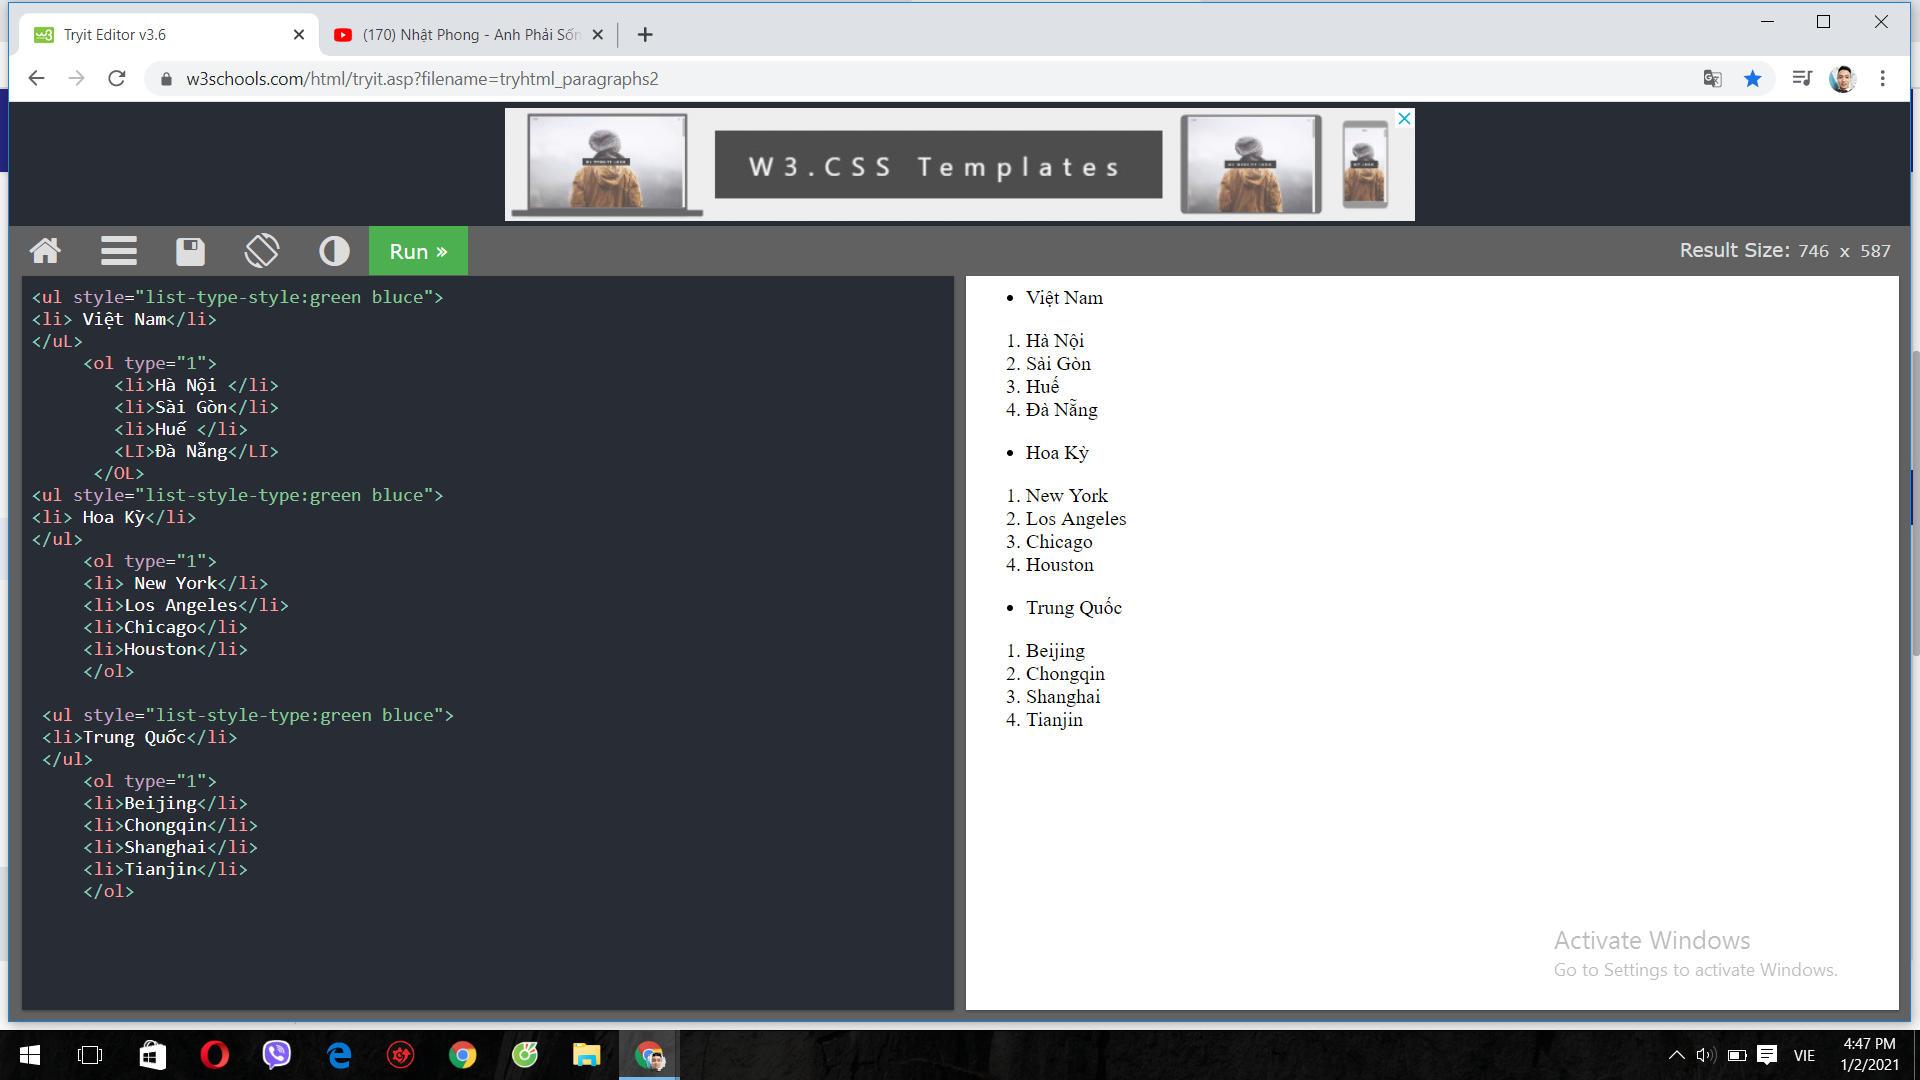 Tryit Editor v3.6
(170) Nhật Phong - Anh Phải Sốn
w3schools.com/html/tryit.asp?filename=tryhtml_paragraphs2
W3.CSS Templates
Run »
Result Size: 746 x 587
<ul style="list-type-style:green bluce">
<li> Việt Nam</li>
</uL>
<ol type="1">
<li>Hà Nội </li>
<li>Sài Gòn</li>
<li>Huế </li>
<LI>Đà Nẵng</LI>
</OL>
<ul style="list-style-type:green bluce">
<li> Hoa Kỳ</li>
</ul>
<ol type="1">
<li> New York</li>
<li>Los Angeles</li>
<li>Chicago</li>
<li>Houston</li>
</ol>
<ul style="list-style-type:green bluce">
<li>Trung Quốc</li>
</ul>
<ol type="1">
<li>Beijing</li>
<li>Chongqin</li>
<li>Shanghai</li>
<li>Tianjin</li>
</ol>
• Việt Nam
1. Hà Nội
2. Sài Gòn
3. Huế
4. Đà Nẵng
• Hoa Kỳ
1. New York
2. Los Angeles
3. Chicago
4. Houston
• Trung Quốc
1. Beijing
2. Chongqin
3. Shanghai
4. Tianjin
Activate Windows
Go to Settings to activate Windows.
VIE
4:47 PM
1/2/2021